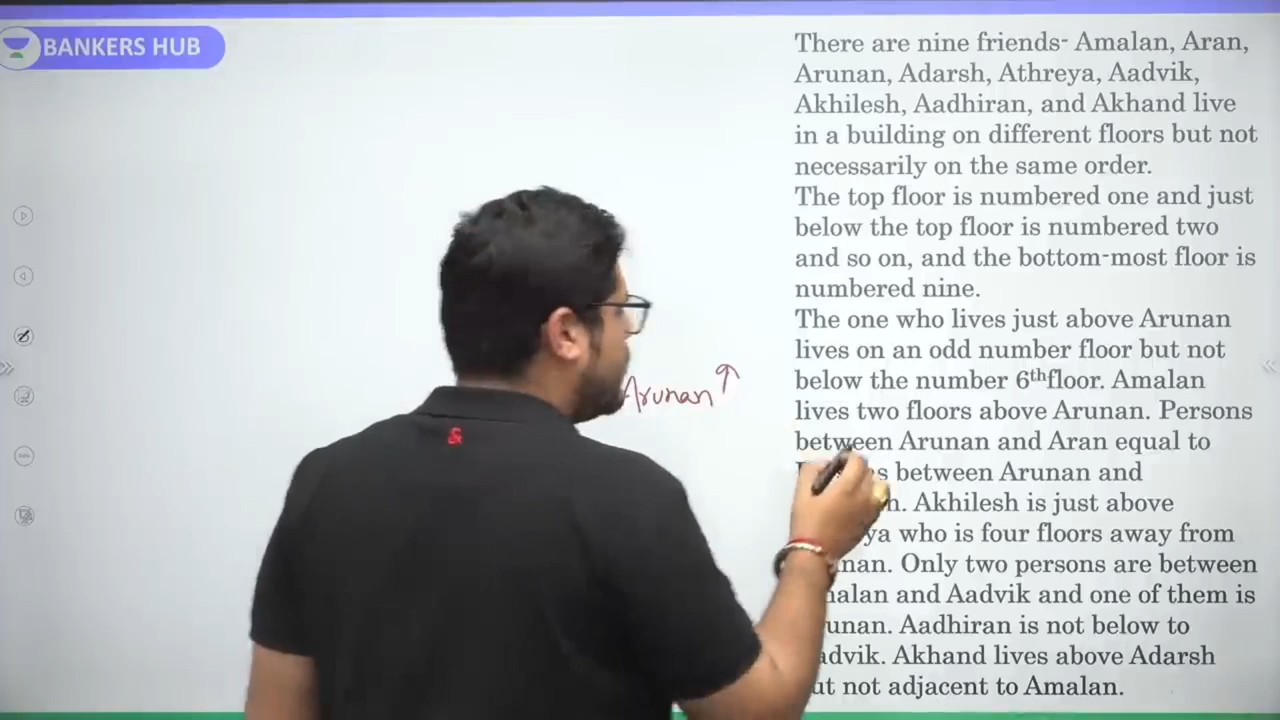 BANKERS HUB
There are nine friends- Amalan, Aran,
Arunan, Adarsh, Athreya, Aadvik,
Akhilesh, Aadhiran, and Akhand live
in a building on different floors but not
necessarily on the same order.
The top floor is numbered one and just
below the top floor is numbered two
and so on, and the bottom-most floor is
numbered nine.
The one who lives just above Arunan
lives on an odd number floor but not
below the number 6th floor. Amalan
lives two floors above Arunan. Persons
between Arunan and Aran equal to
between Arunan and
Akhilesh is just above
who is four floors away from
Only two persons are between
and Aadvik and one of them is
Aadhiran is not below to
Akhand lives above Adarsh
not adjacent to Amalan.
Arunan ↑
&